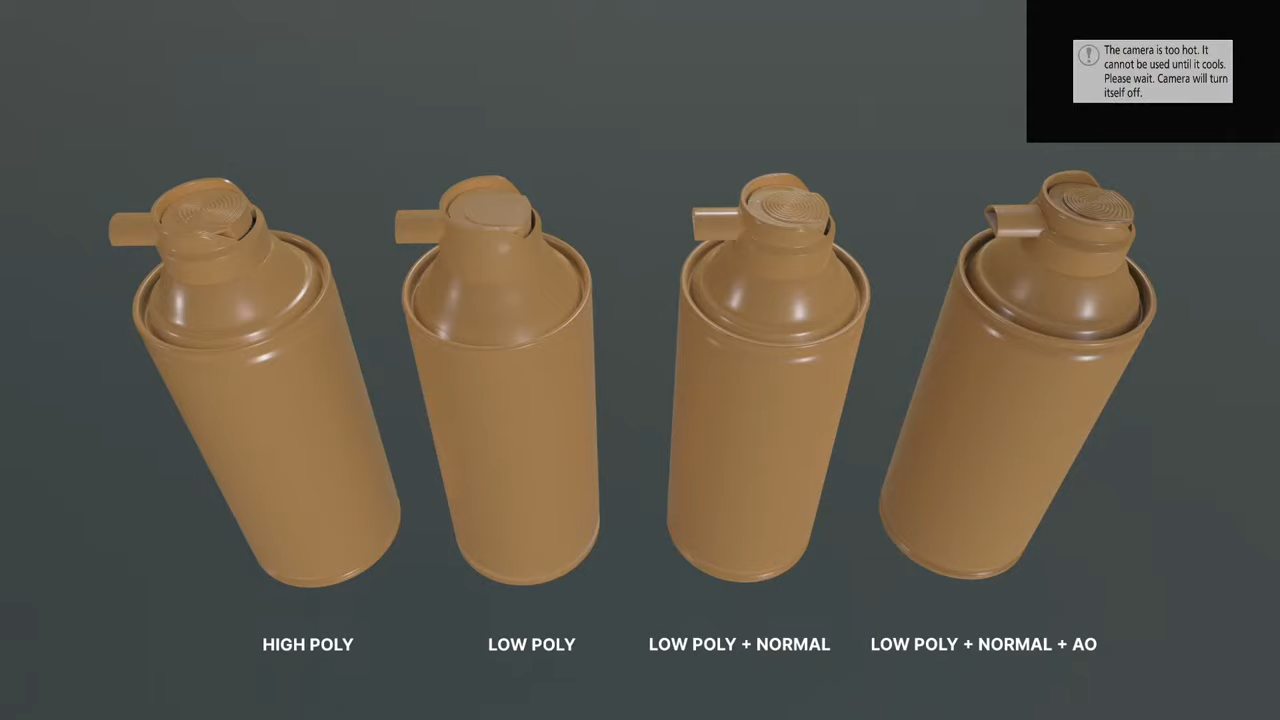 The camera is too hot. It
cannot be used until it cools.
Please wait. Camera will turn
itself off.
HIGH POLY
LOW POLY
LOW POLY + NORMAL
LOW POLY + NORMAL + AO